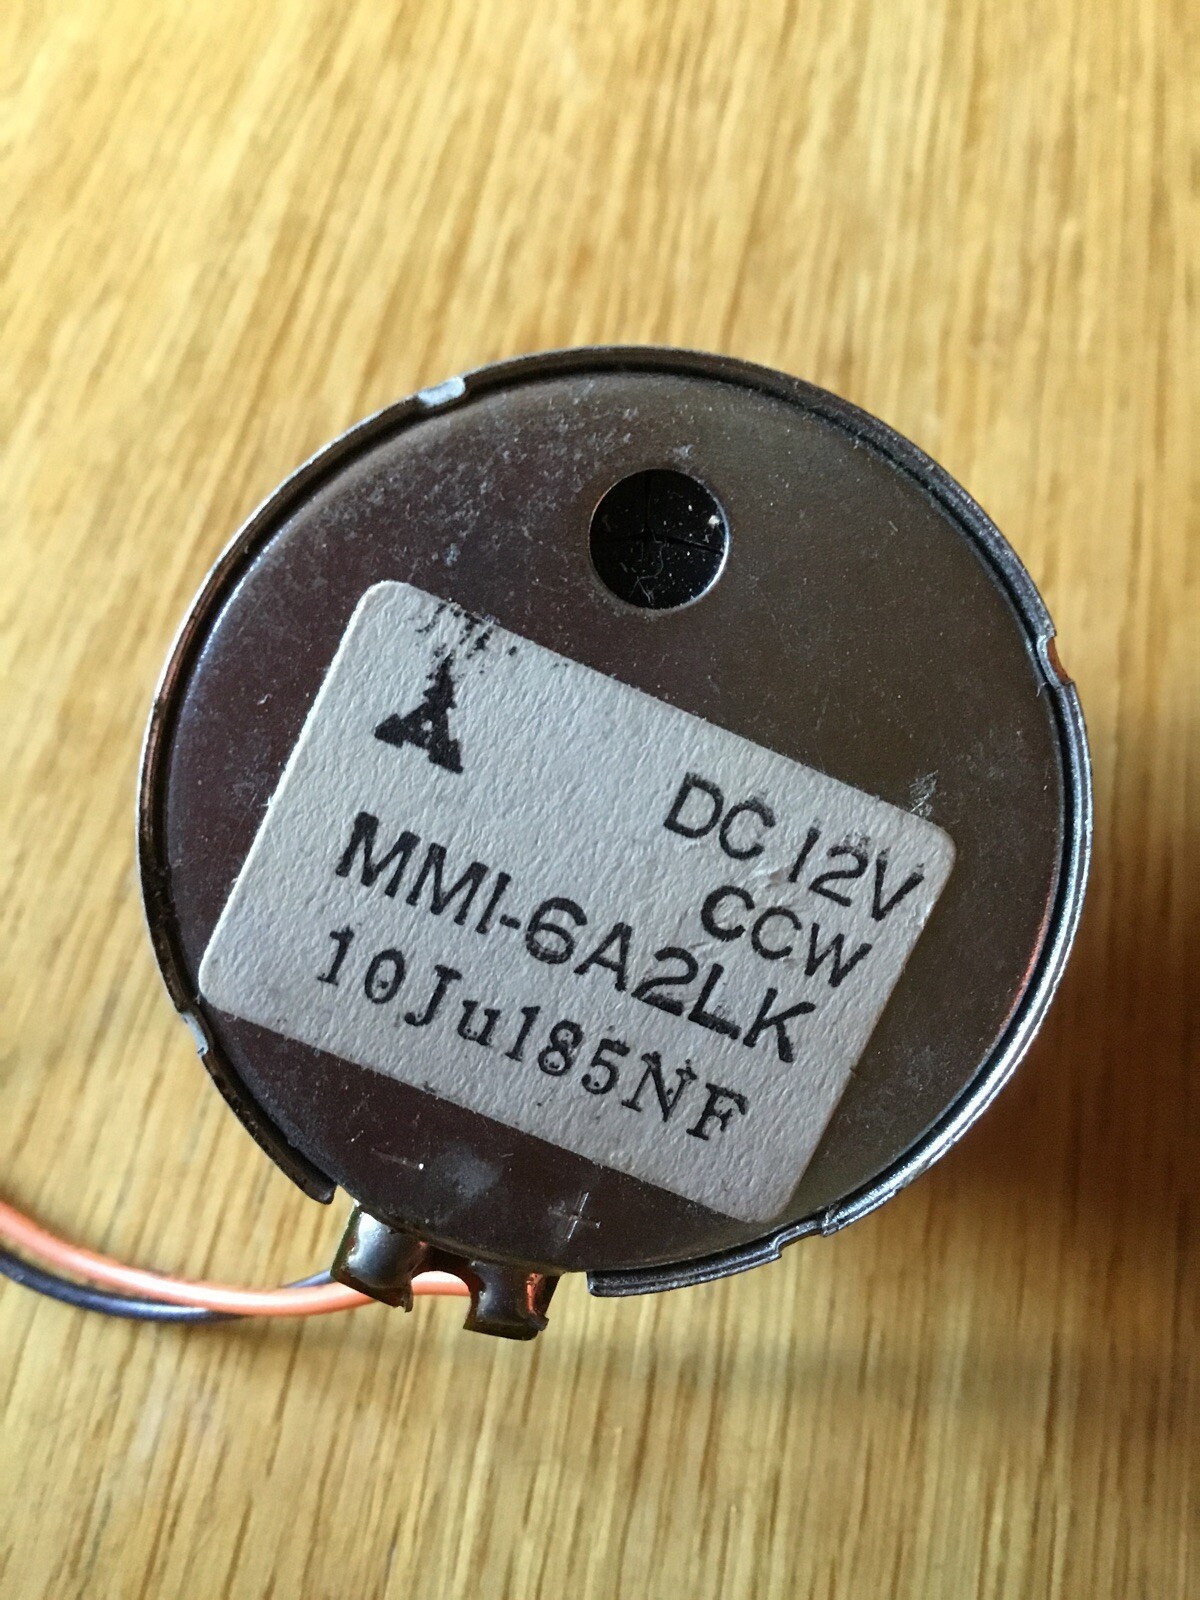 DC 12V
CCW
MMI-6A2LK
10Jul85NF
- +